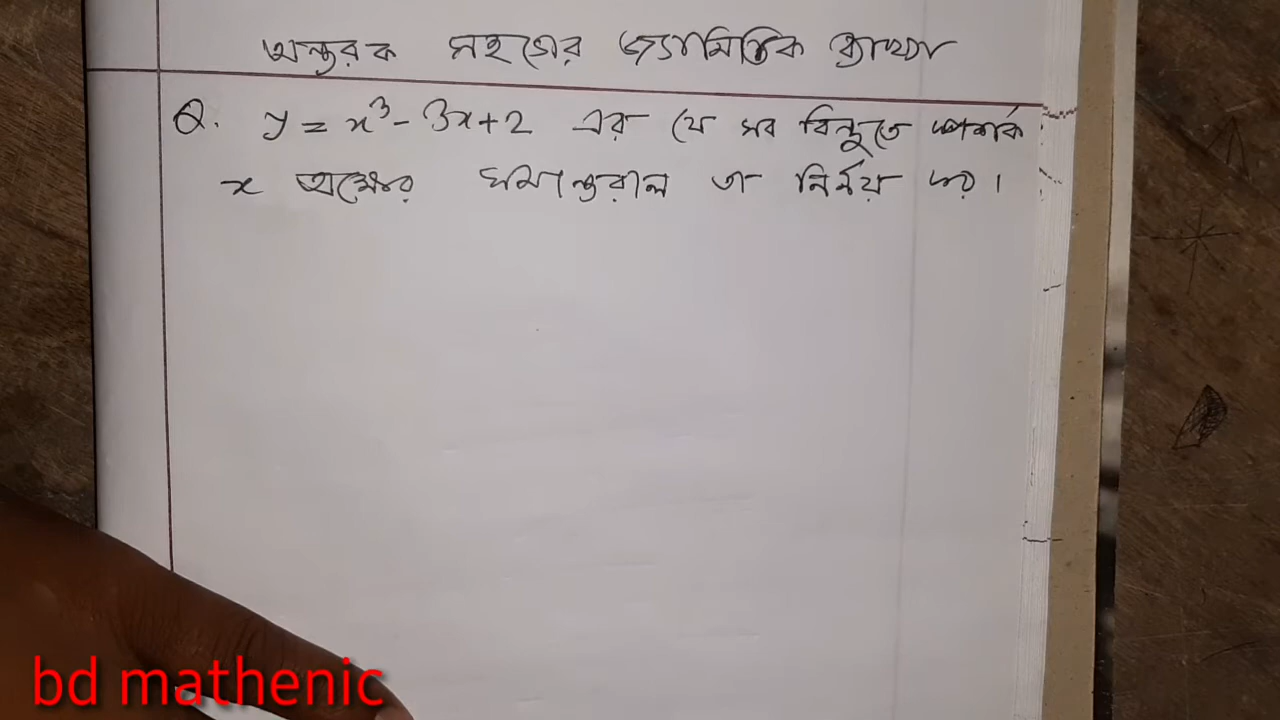 অন্তরক সহগের জ্যামিতিক ব্যাখ্যা
Q. y = x³ - 3x + 2 এর যে সব বিন্দুতে স্পর্শক
x অক্ষের সমান্তরাল তা নির্ণয় কর।
bd mathenic